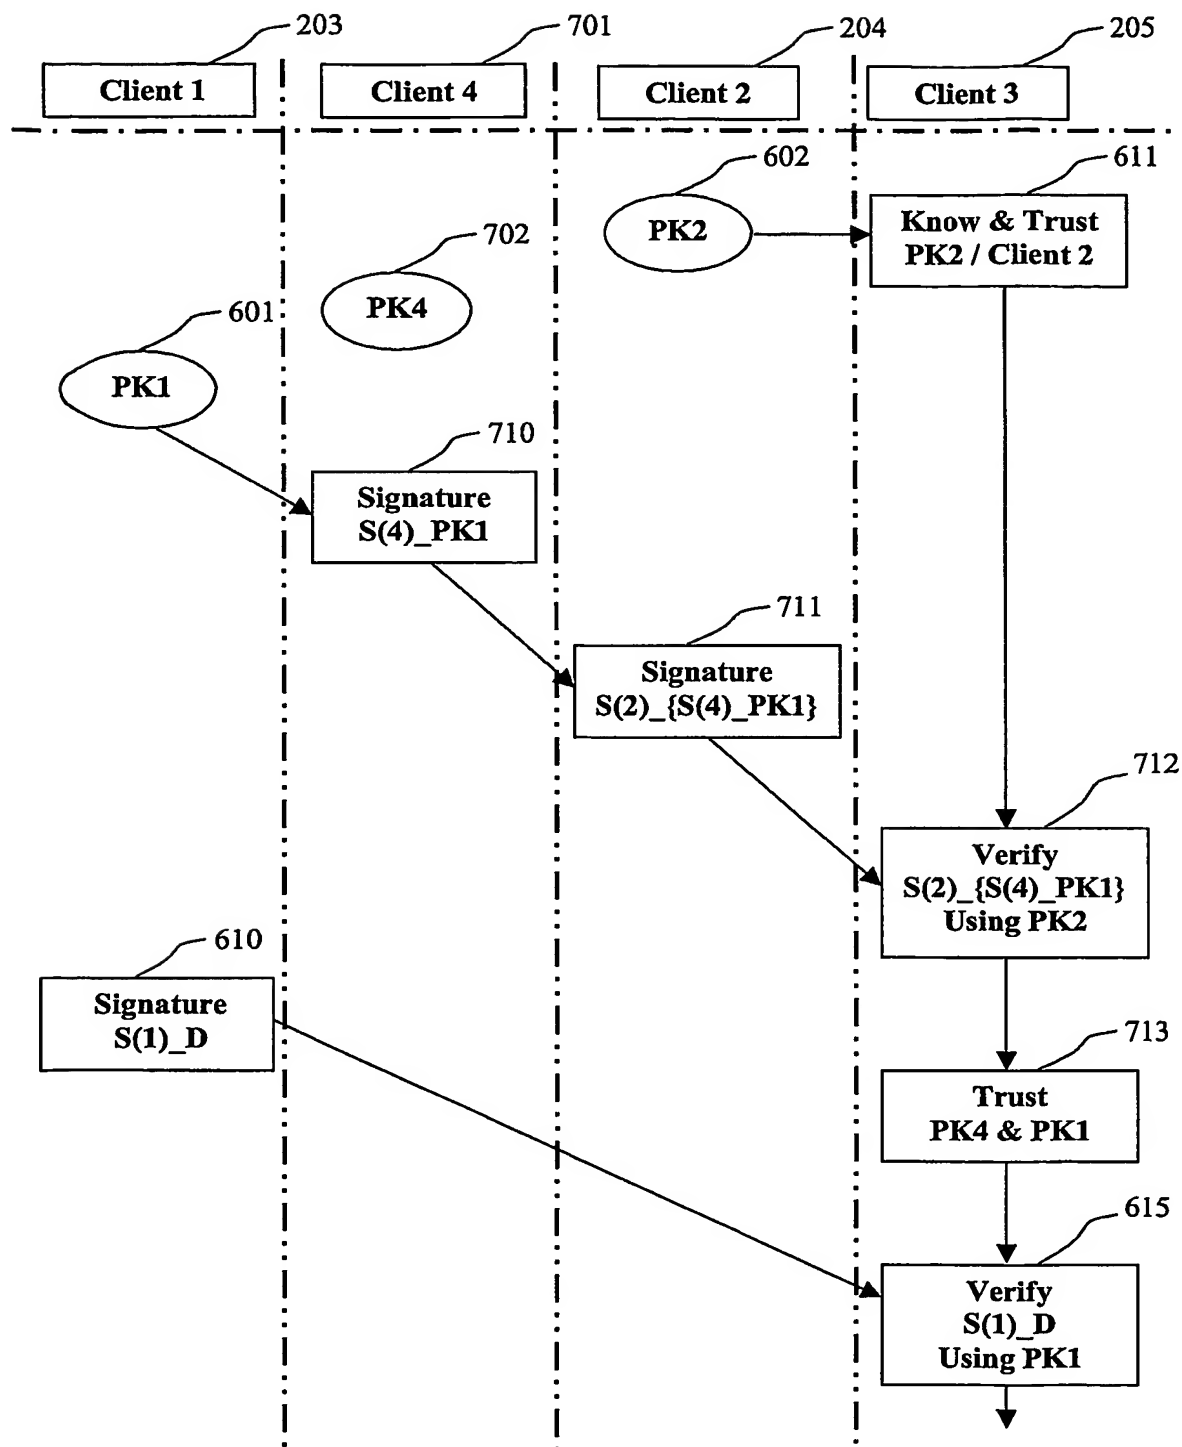 203
701
204
205
Client 1
Client 4
Client 2
Client 3
602
611
PK2
Know & Trust
PK2 / Client 2
702
PK4
601
PK1
710
Signature
S(4)_PK1
711
Signature
S(2)_{S(4)_PK1}
712
Verify
S(2)_{S(4)_PK1}
Using PK2
610
Signature
S(1)_D
713
Trust
PK4 & PK1
615
Verify
S(1)_D
Using PK1